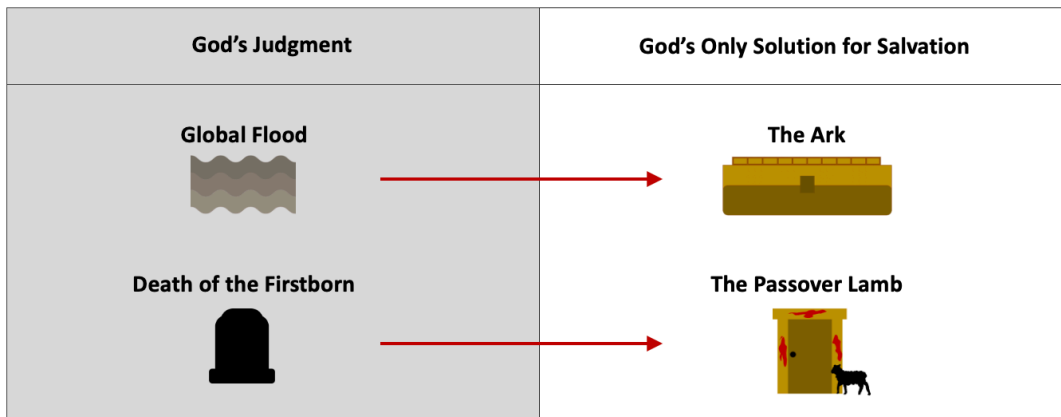 God’s Judgment
God’s Only Solution for Salvation
Global Flood
The Ark
Death of the Firstborn
The Passover Lamb